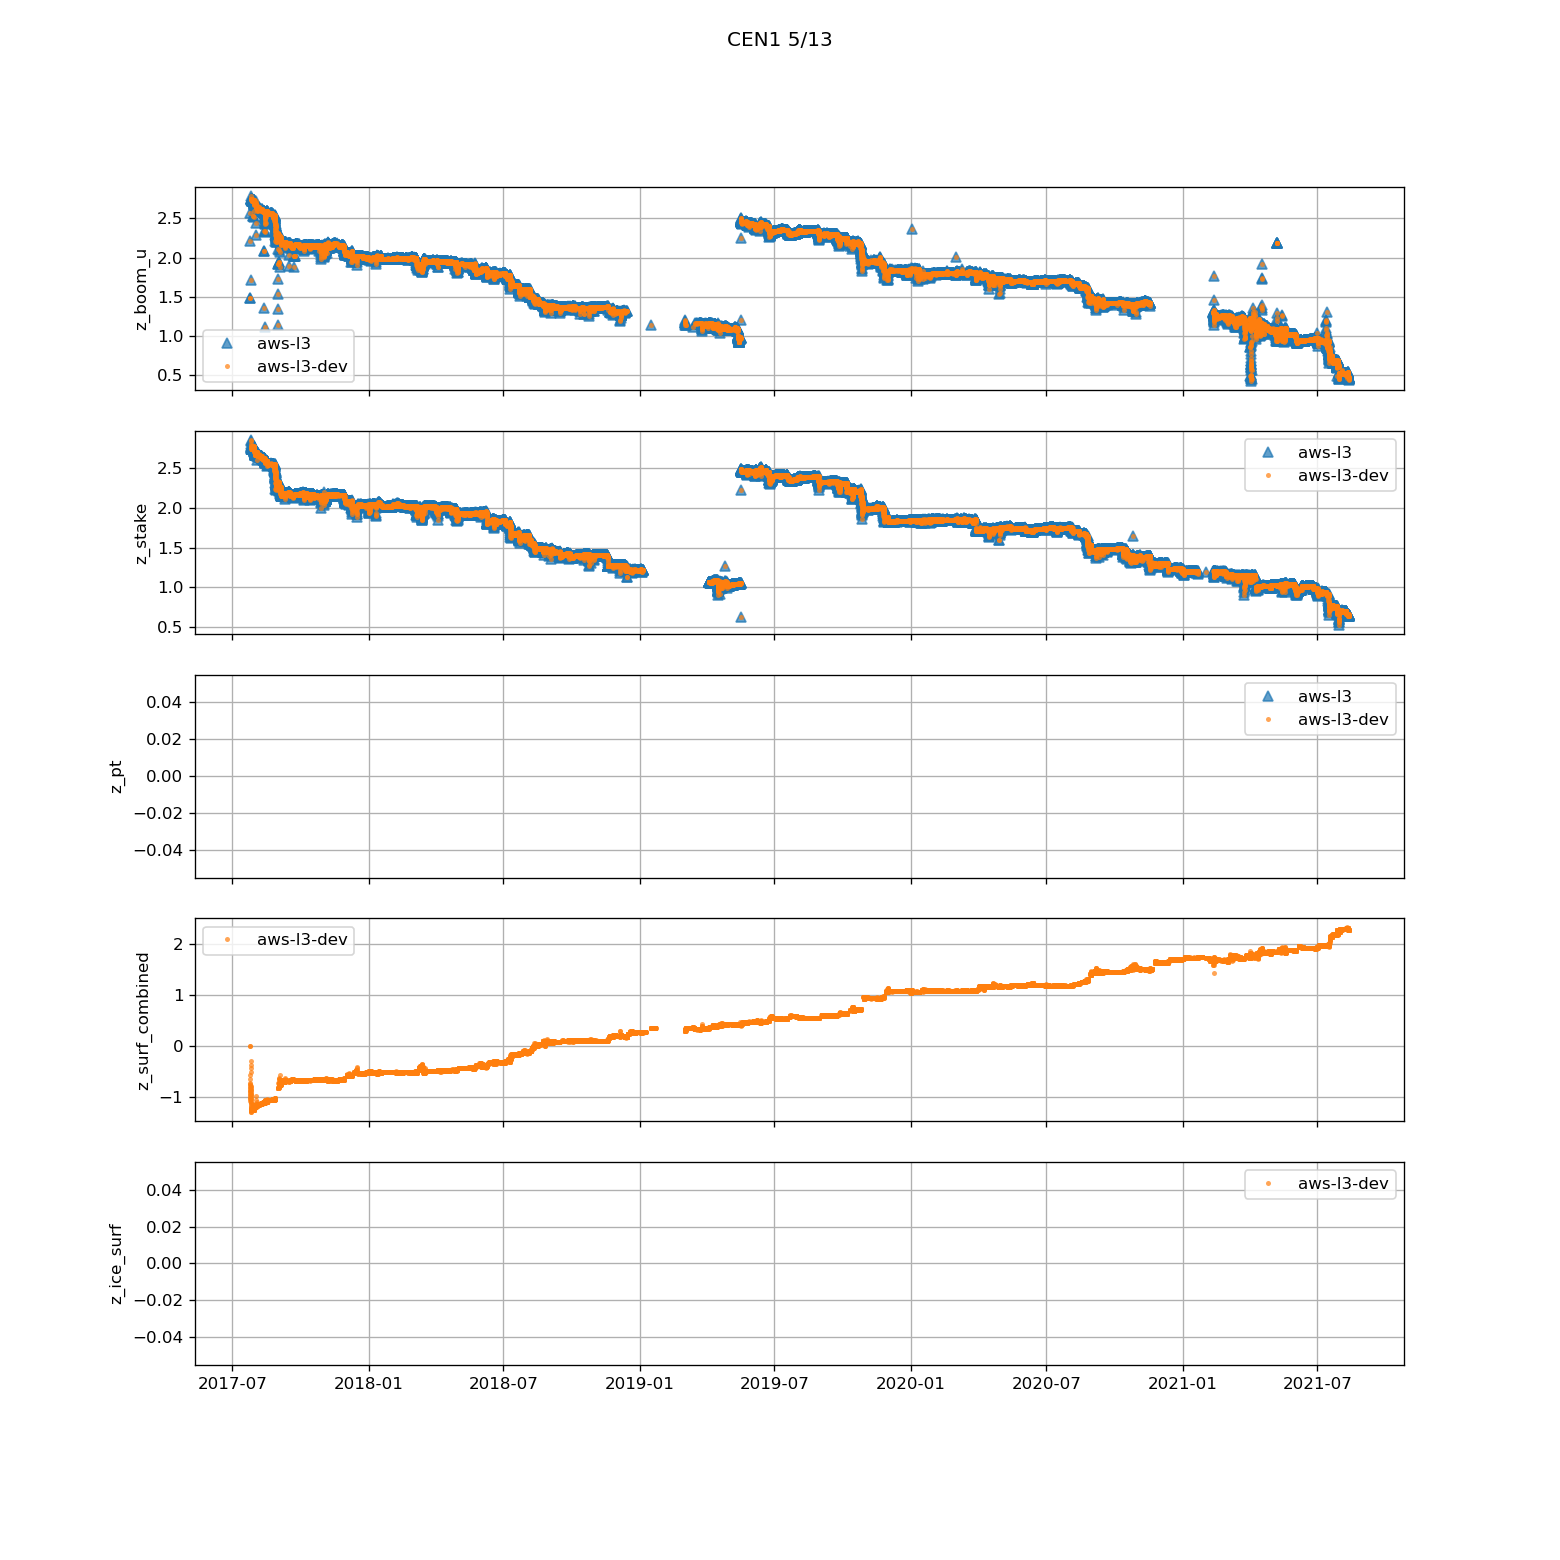 CEN1 5/13
z_boom_u
2.5
2.0
1.5
1.0
0.5
aws-l3
aws-l3-dev
z_stake
2.5
2.0
1.5
1.0
0.5
aws-l3
aws-l3-dev
z_pt
0.04
0.02
0.00
−0.02
−0.04
aws-l3
aws-l3-dev
z_surf_combined
2
1
0
−1
aws-l3-dev
z_ice_surf
0.04
0.02
0.00
−0.02
−0.04
aws-l3-dev
2017-07 2018-01 2018-07 2019-01 2019-07 2020-01 2020-07 2021-01 2021-07